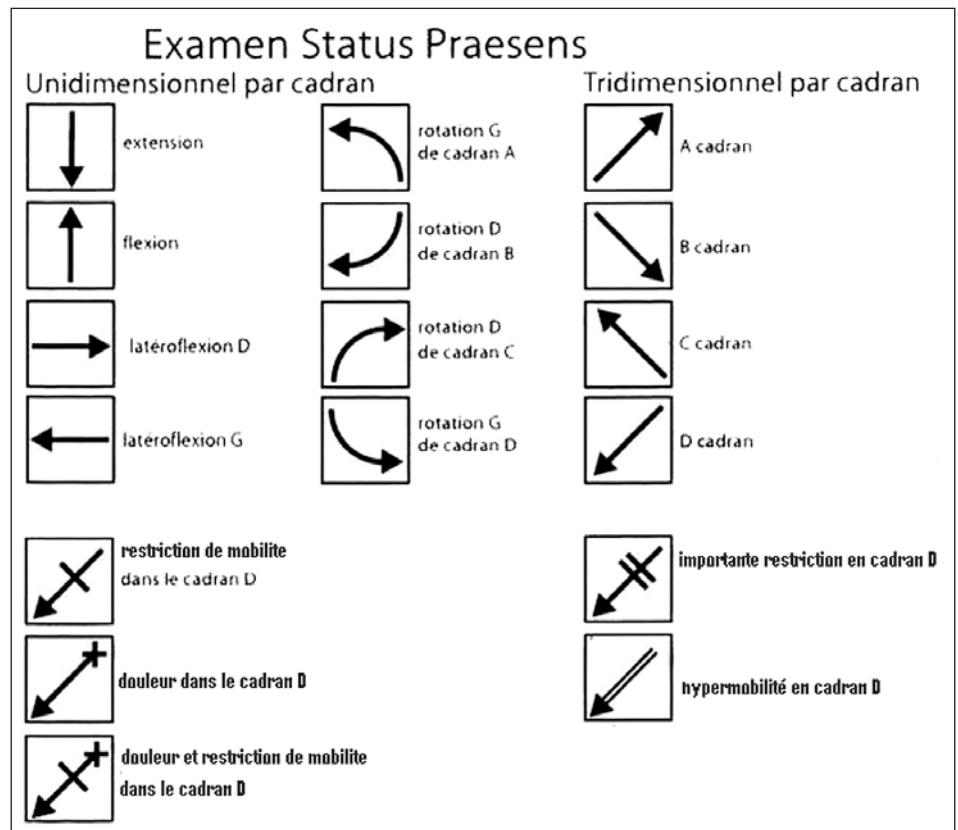 Examen Status Praesens
Unidimensionnel par cadran
Tridimensionnel par cadran
extension
flexion
latéroflexion D
latéroflexion G
rotation G
de cadran A
rotation D
de cadran B
rotation D
de cadran C
rotation G
de cadran D
A cadran
B cadran
C cadran
D cadran
restriction de mobilite
dans le cadran D
douleur dans le cadran D
douleur et restriction de mobilite
dans le cadran D
importante restriction en cadran D
hypermobilité en cadran D